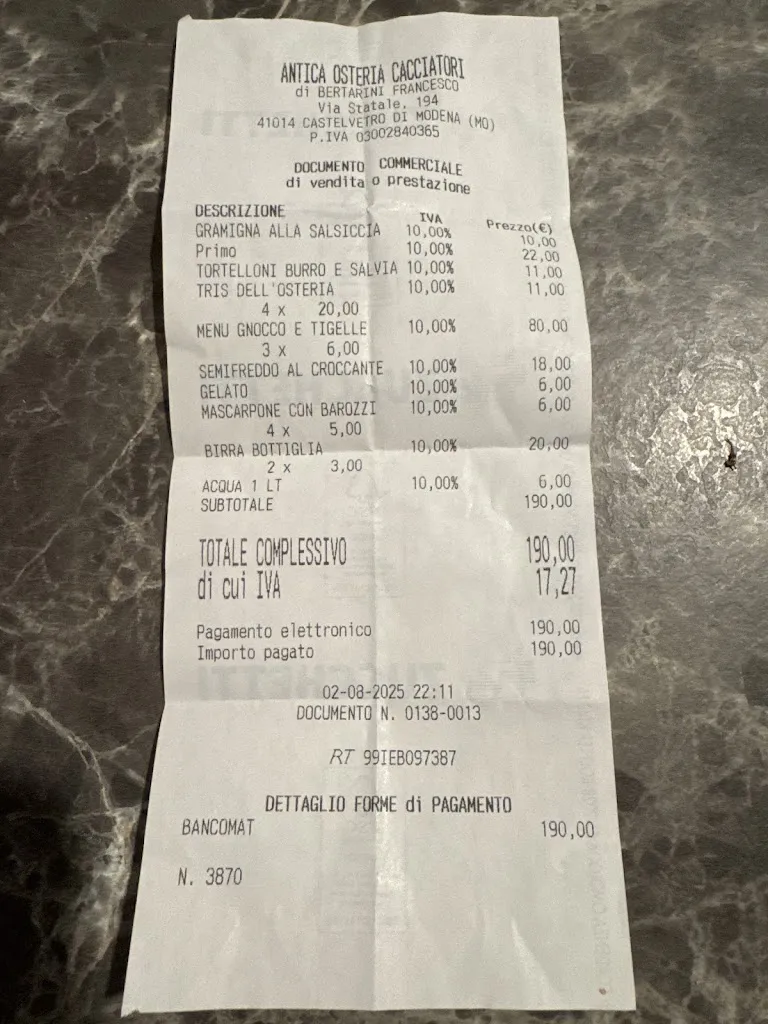 ANTICA OSTERIA CACCIATORI
di BERTARINI FRANCESCO
Via Statale, 194
41014 CASTELVETRO DI MODENA (MO)
P.IVA 03002840365
DOCUMENTO COMMERCIALE
di vendita o prestazione
DESCRIZIONE IVA Prezzo(€)
GRAMIGNA ALLA SALSICCIA 10,00% 10,00
Primo 10,00% 22,00
TORTELLONI BURRO E SALVIA 10,00% 11,00
TRIS DELL'OSTERIA 10,00% 11,00
4 x 20,00
MENU GNOCCO E TIGELLE 10,00% 80,00
3 x 6,00
SEMIFREDDO AL CROCCANTE 10,00% 18,00
GELATO 10,00% 6,00
MASCARPONE CON BAROZZI 10,00% 6,00
4 x 5,00
BIRRA BOTTIGLIA 10,00% 20,00
2 x 3,00
ACQUA 1 LT 10,00% 6,00
SUBTOTALE 190,00
TOTALE COMPLESSIVO 190,00
di cui IVA 17,27
Pagamento elettronico 190,00
Importo pagato 190,00
02-08-2025 22:11
DOCUMENTO N. 0138-0013
RT 99IEB097387
DETTAGLIO FORME di PAGAMENTO
BANCOMAT 190,00
N. 3870